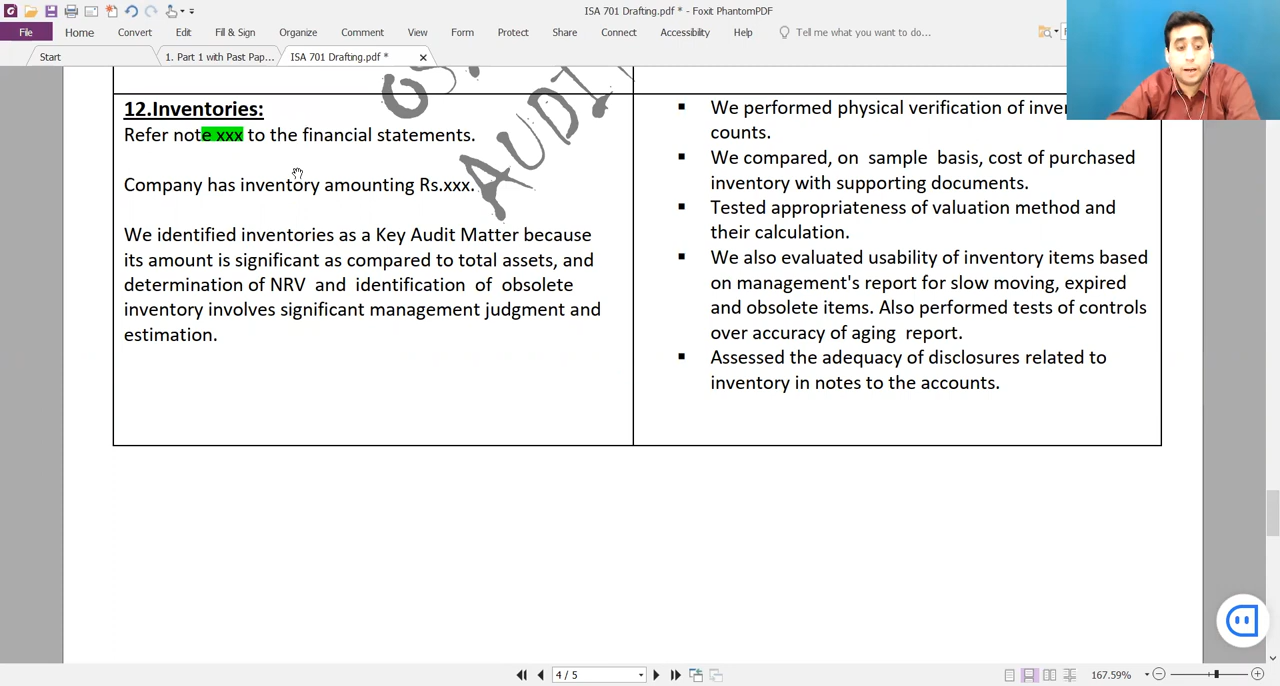 ISA 701 Drafting.pdf * - Foxit PhantomPDF
File Home Convert Edit Fill & Sign Organize Comment View Form Protect Share Connect Accessibility Help Tell me what you want to do...
Start 1. Part 1 with Past Pap... ISA 701 Drafting.pdf *
12.Inventories:
Refer note xxx to the financial statements.
Company has inventory amounting Rs.xxx.
We identified inventories as a Key Audit Matter because
its amount is significant as compared to total assets, and
determination of NRV and identification of obsolete
inventory involves significant management judgment and
estimation.
We performed physical verification of
counts.
We compared, on sample basis, cost of purchased
inventory with supporting documents.
Tested appropriateness of valuation method and
their calculation.
We also evaluated usability of inventory items based
on management's report for slow moving, expired
and obsolete items. Also performed tests of controls
over accuracy of aging report.
Assessed the adequacy of disclosures related to
inventory in notes to the accounts.
4 / 5
167.59%